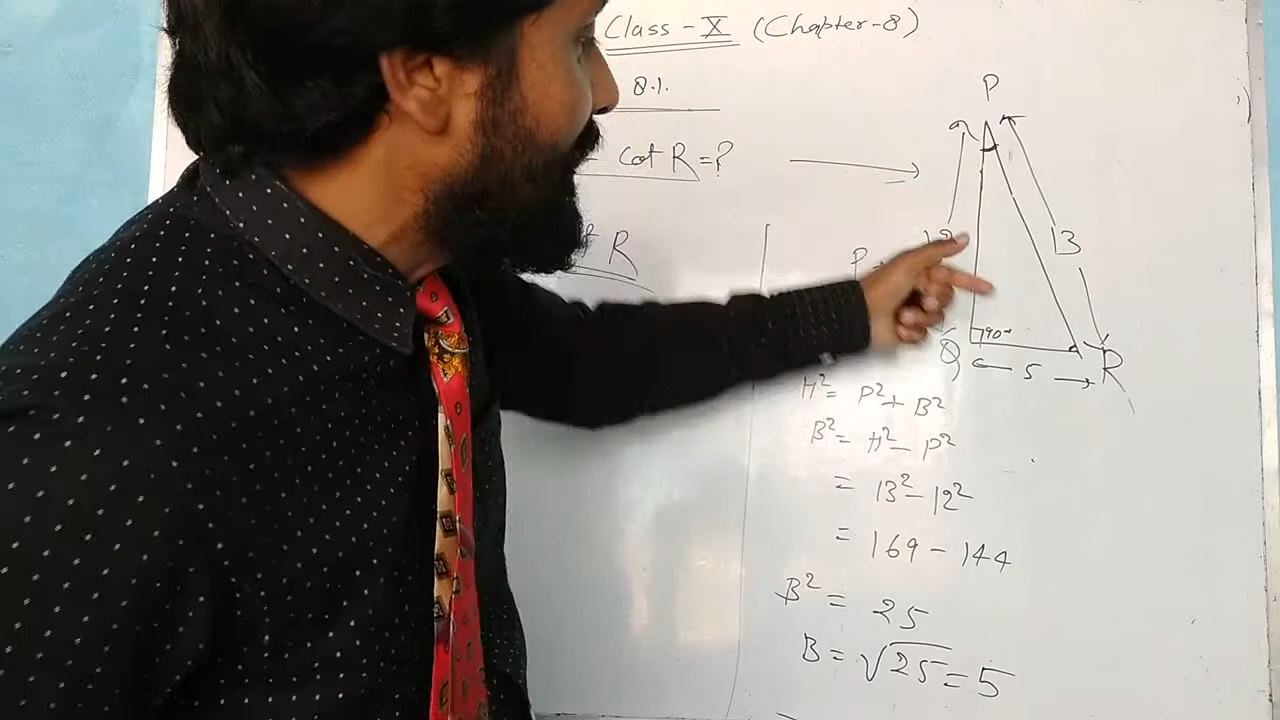 Class - X (Chapter-8)
Q.1.
- cot R = ?
R
P
13
90°
Q
5
R
P =
H² = P² + B²
B² = H² - P²
= 13² - 12²
= 169 - 144
B² = 25
B = √25 = 5